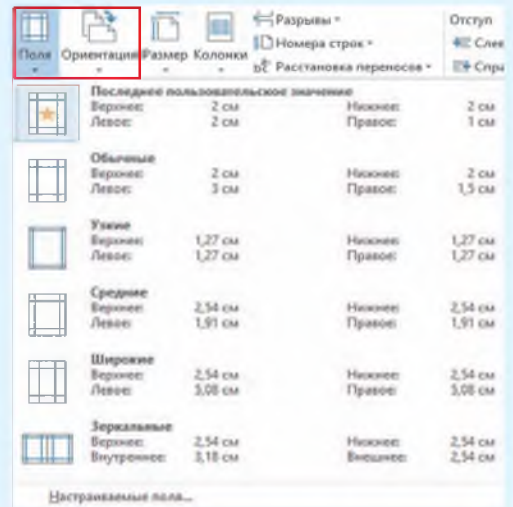 Поля Ориентация Размер Колонки
Разрывы
Номера строк
Расстановка переносов
Отступ
Слев
Спра
Последнее пользовательское значение
Верхнее: 2 см Нижнее: 2 см
Левое: 2 см Правое: 1 см
Обычные
Верхнее: 2 см Нижнее: 2 см
Левое: 3 см Правое: 1,5 см
Узкие
Верхнее: 1,27 см Нижнее: 1,27 см
Левое: 1,27 см Правое: 1,27 см
Средние
Верхнее: 2,54 см Нижнее: 2,54 см
Левое: 1,91 см Правое: 1,91 см
Широкие
Верхнее: 2,54 см Нижнее: 2,54 см
Левое: 5,08 см Правое: 5,08 см
Зеркальные
Верхнее: 2,54 см Нижнее: 2,54 см
Внутреннее: 3,18 см Внешнее: 2,54 см
Настраиваемые поля...